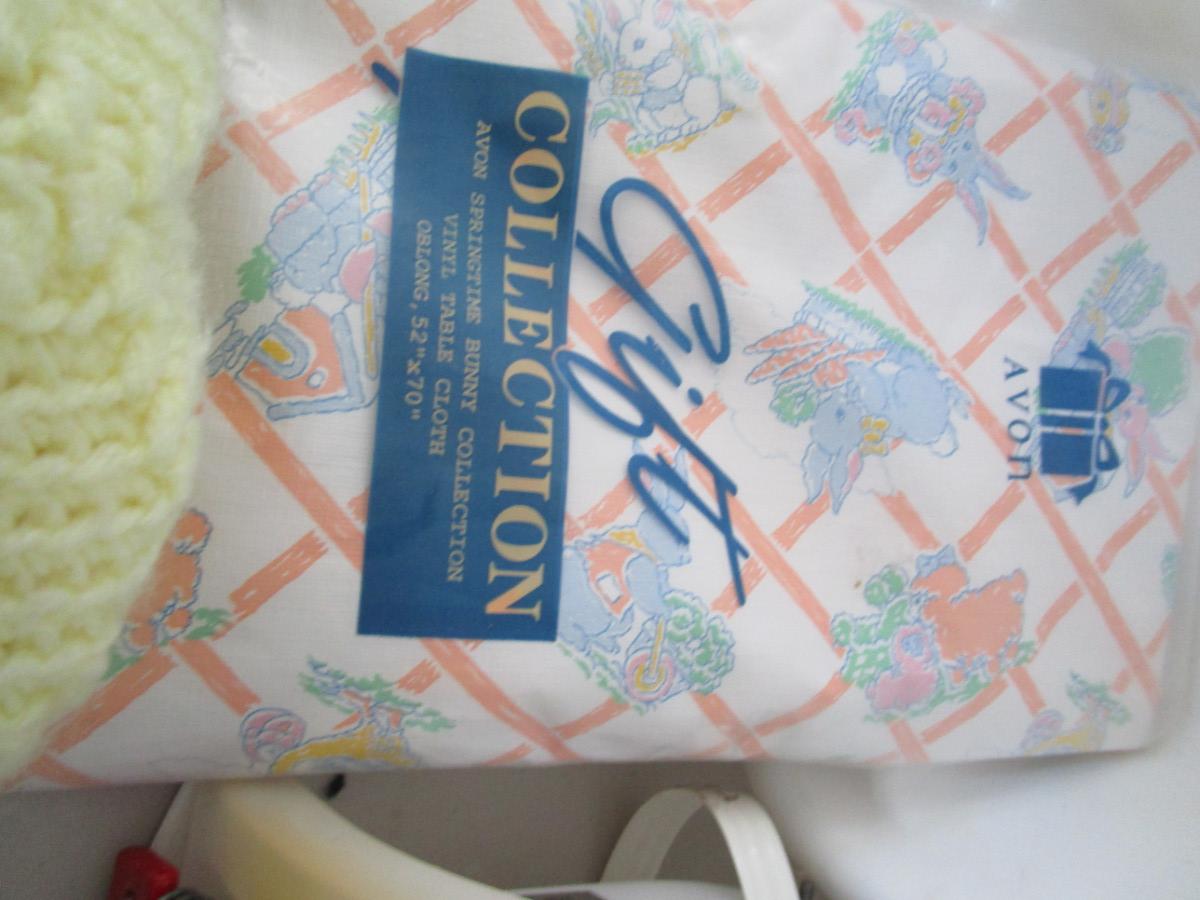 AVON
Gift
COLLECTION
AVON SPRINGTIME BUNNY COLLECTION
VINYL TABLE CLOTH
OBLONG, 52"x70"